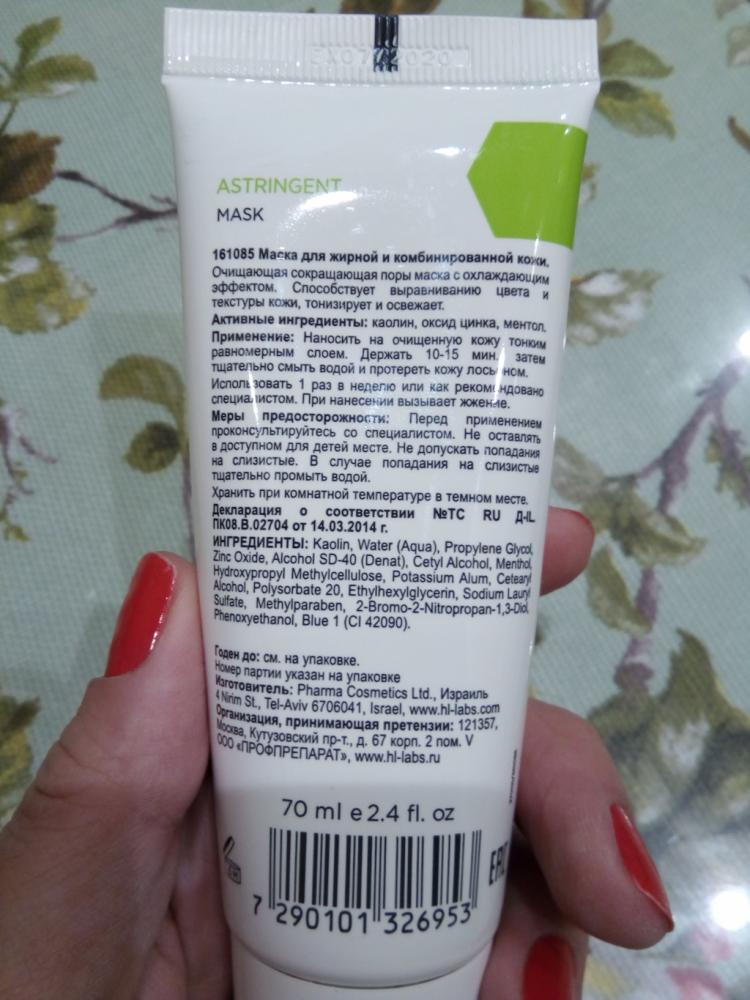 ASTRINGENT
MASK
161085 Маска для жирной и комбинированной кожи.
Очищающая сокращающая поры маска с охлаждающим
эффектом. Способствует выравниванию цвета и
текстуры кожи, тонизирует и освежает.
Активные ингредиенты: каолин, оксид цинка, ментол.
Применение: Наносить на очищенную кожу тонким
равномерным слоем. Держать 10-15 мин. затем
тщательно смыть водой и протереть кожу лосьоном.
Использовать 1 раз в неделю или как рекомендовано
специалистом. При нанесении вызывает жжение.
Меры предосторожности: Перед применением
проконсультируйтесь со специалистом. Не оставлять
в доступном для детей месте. Не допускать попадания
на слизистые. В случае попадания на слизистые
тщательно промыть водой.
Хранить при комнатной температуре в темном месте.
Декларация о соответствии №ТС RU Д-IL.
ПК08.В.02704 от 14.03.2014 г.
ИНГРЕДИЕНТЫ: Kaolin, Water (Aqua), Propylene Glycol,
Zinc Oxide, Alcohol SD-40 (Denat), Cetyl Alcohol, Menthol,
Hydroxypropyl Methylcellulose, Potassium Alum, Cetearyl
Alcohol, Polysorbate 20, Ethylhexylglycerin, Sodium Lauryl
Sulfate, Methylparaben, 2-Bromo-2-Nitropropan-1,3-Diol,
Phenoxyethanol, Blue 1 (CI 42090).
Годен до: см. на упаковке.
Номер партии указан на упаковке
Изготовитель: Pharma Cosmetics Ltd., Израиль
4 Nirim St., Tel-Aviv 6706041, Israel, www.hl-labs.com
Организация, принимающая претензии: 121357,
Москва, Кутузовский пр-т., д. 67 корп. 2 пом. V
ООО «ПРОФПРЕПАРАТ», www.hl-labs.ru
70 ml e 2.4 fl. oz
EAC
7 290101 326953